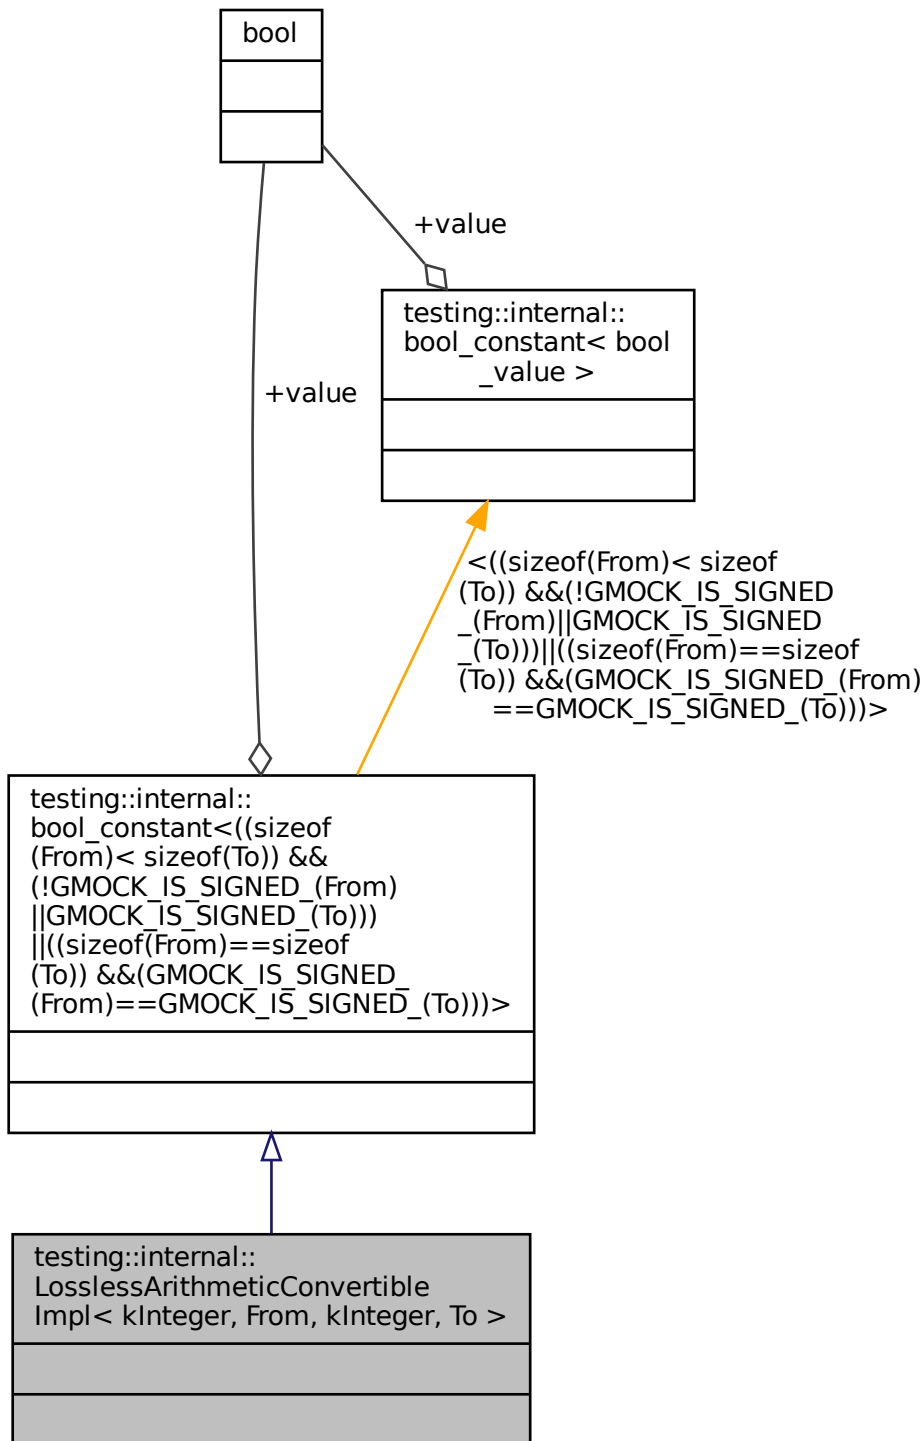 bool
+value
testing::internal::
bool_constant< bool
_value >
+value
<((sizeof(From)< sizeof
(To)) &&(!GMOCK_IS_SIGNED
_(From)||GMOCK_IS_SIGNED
_(To)))||((sizeof(From)==sizeof
(To)) &&(GMOCK_IS_SIGNED_(From)
==GMOCK_IS_SIGNED_(To)))>
testing::internal::
bool_constant<((sizeof
(From)< sizeof(To)) &&
(!GMOCK_IS_SIGNED_(From)
||GMOCK_IS_SIGNED_(To)))
||((sizeof(From)==sizeof
(To)) &&(GMOCK_IS_SIGNED_
(From)==GMOCK_IS_SIGNED_(To)))>
testing::internal::
LosslessArithmeticConvertible
Impl< kInteger, From, kInteger, To >